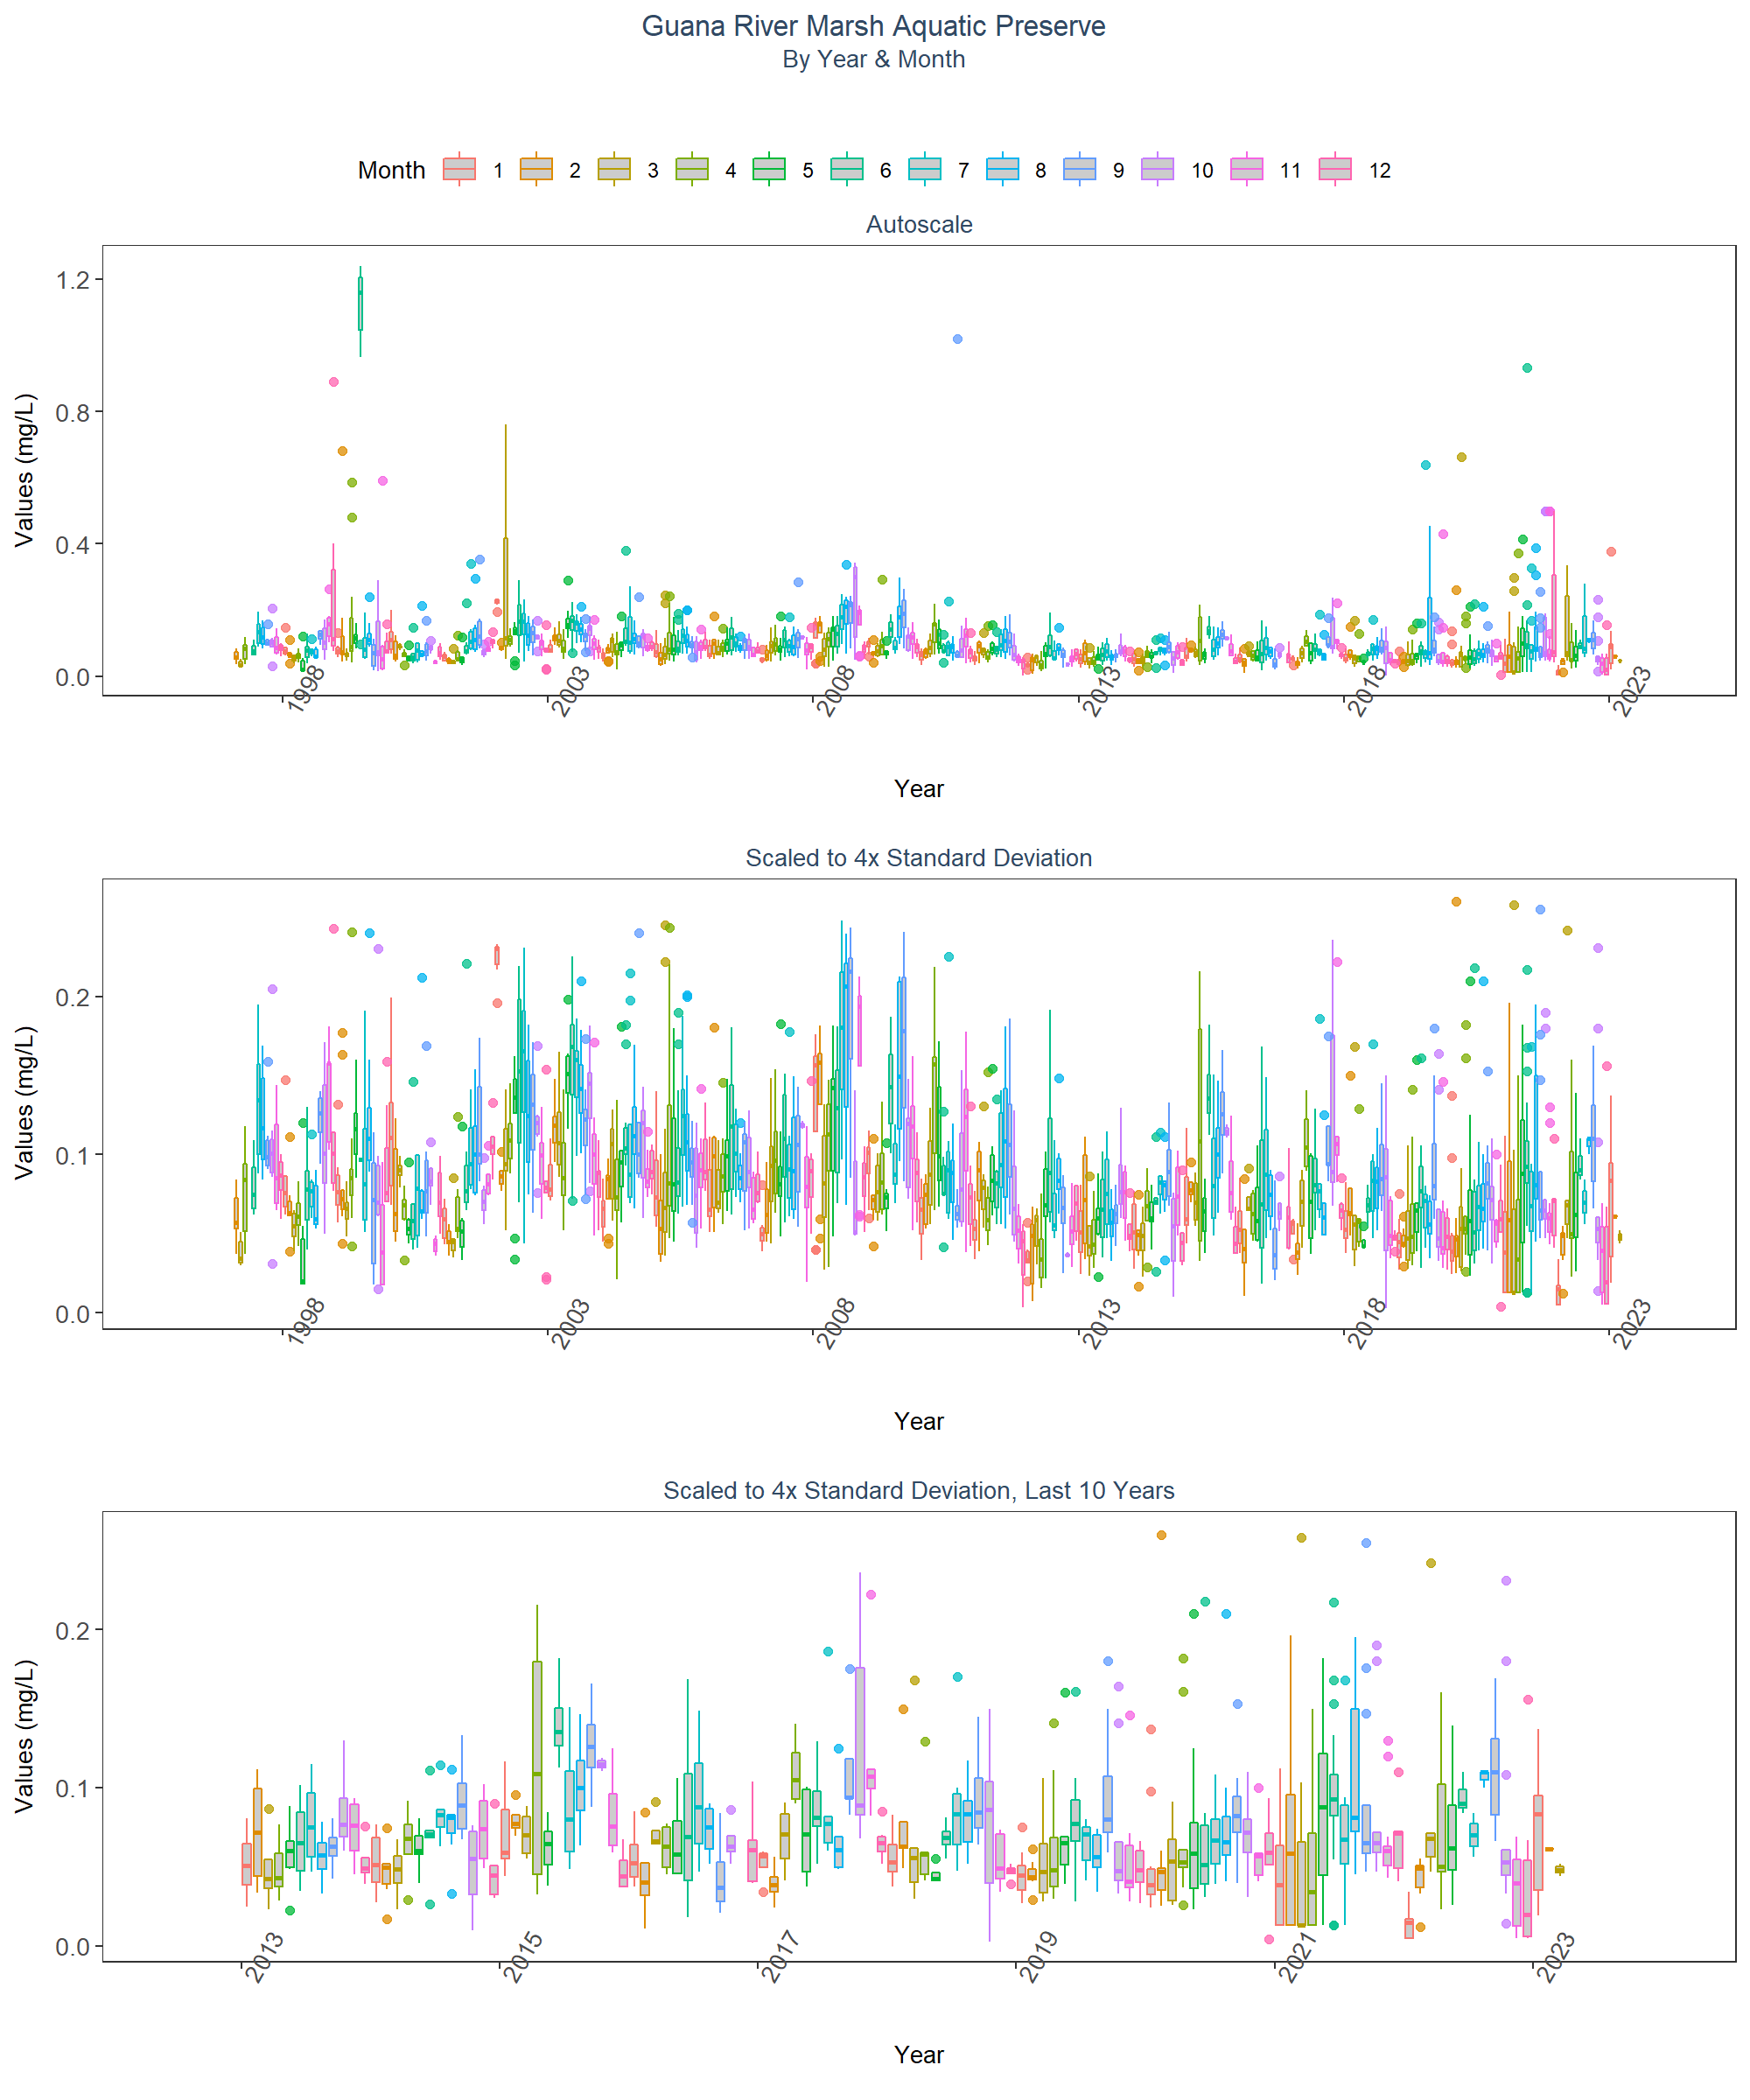 Guana River Marsh Aquatic Preserve
By Year & Month
Month 1 2 3 4 5 6 7 8 9 10 11 12
Autoscale
Values (mg/L)
1.2
0.8
0.4
0.0
1998 2003 2008 2013 2018 2023
Year
Scaled to 4x Standard Deviation
Values (mg/L)
0.2
0.1
0.0
1998 2003 2008 2013 2018 2023
Year
Scaled to 4x Standard Deviation, Last 10 Years
Values (mg/L)
0.2
0.1
0.0
2013 2015 2017 2019 2021 2023
Year